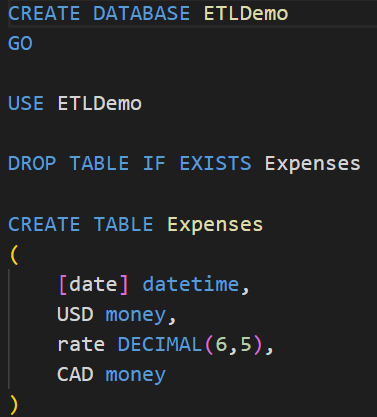 CREATE DATABASE ETLDemo
GO
USE ETLDemo
DROP TABLE IF EXISTS Expenses
CREATE TABLE Expenses
(
[date] datetime,
USD money,
rate DECIMAL(6,5),
CAD money
)